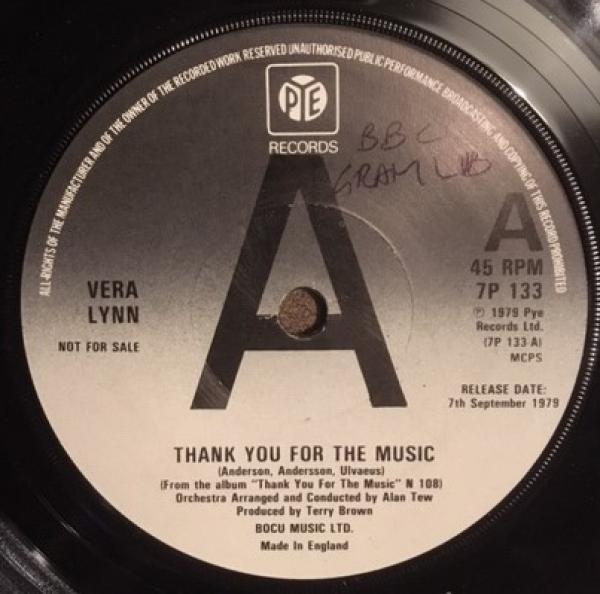 ALL RIGHTS OF THE MANUFACTURER AND OF THE OWNER OF THE RECORDED WORK RESERVED UNAUTHORISED PUBLIC PERFORMANCE BROADCASTING AND COPYING OF THIS RECORD PROHIBITED
PYE
RECORDS
BBC
GRAM LIB
A
A
45 RPM
7P 133
℗ 1979 Pye
Records Ltd.
(7P 133 A)
MCPS
VERA
LYNN
NOT FOR SALE
RELEASE DATE:
7th September 1979
THANK YOU FOR THE MUSIC
(Anderson, Andersson, Ulvaeus)
(From the album "Thank You For The Music" N 108)
Orchestra Arranged and Conducted by Alan Tew
Produced by Terry Brown
BOCU MUSIC LTD.
Made In England